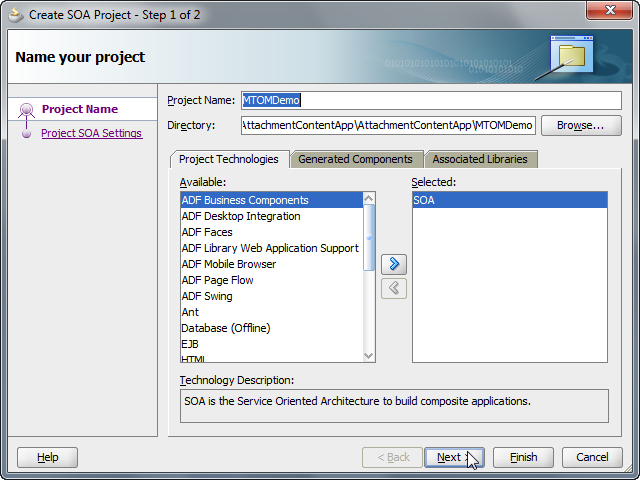 Create SOA Project - Step 1 of 2
Name your project
Project Name
Project SOA Settings
Project Name: MTOMDemo
Directory: \AttachmentContentApp\AttachmentContentApp\MTOMDemo Browse...
Project Technologies Generated Components Associated Libraries
Available: Selected:
ADF Business Components SOA
ADF Desktop Integration
ADF Faces
ADF Library Web Application Support
ADF Mobile Browser
ADF Page Flow
ADF Swing
Ant
Database (Offline)
EJB
HTML
Technology Description:
SOA is the Service Oriented Architecture to build composite applications.
Help < Back Next > Finish Cancel